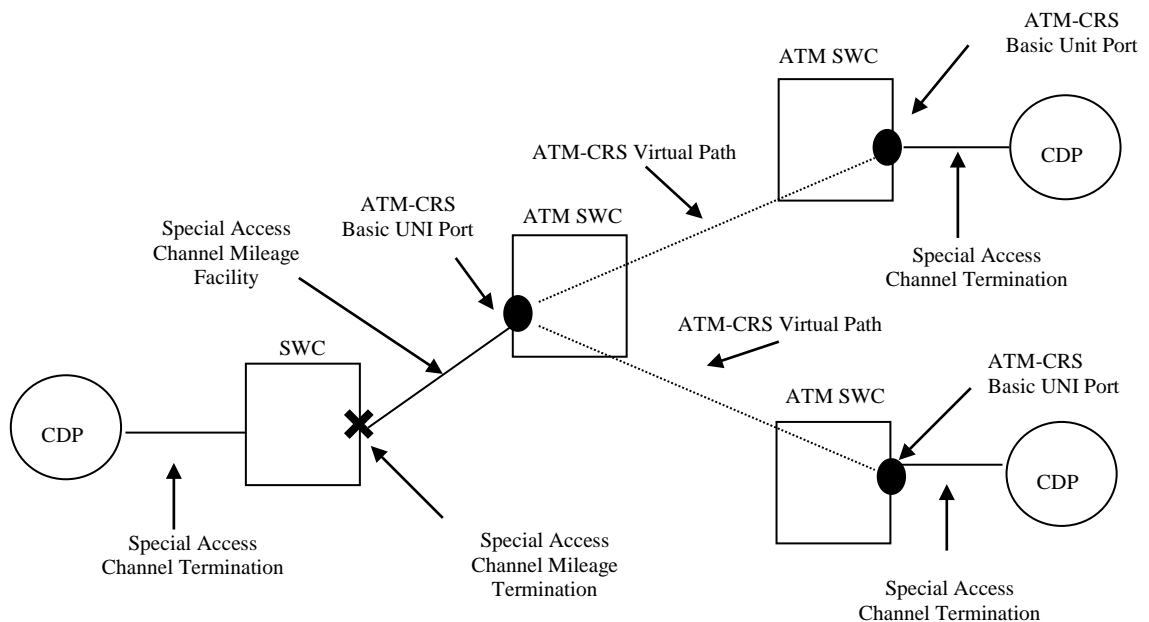 ATM-CRS
Basic Unit Port
ATM SWC
CDP
ATM-CRS Virtual Path
ATM-CRS
Basic UNI Port
ATM SWC
Special Access
Channel Mileage
Facility
Special Access
Channel Termination
ATM-CRS Virtual Path
SWC
ATM-CRS
Basic UNI Port
ATM SWC
CDP
CDP
Special Access
Channel Termination
Special Access
Channel Mileage
Termination
Special Access
Channel Termination